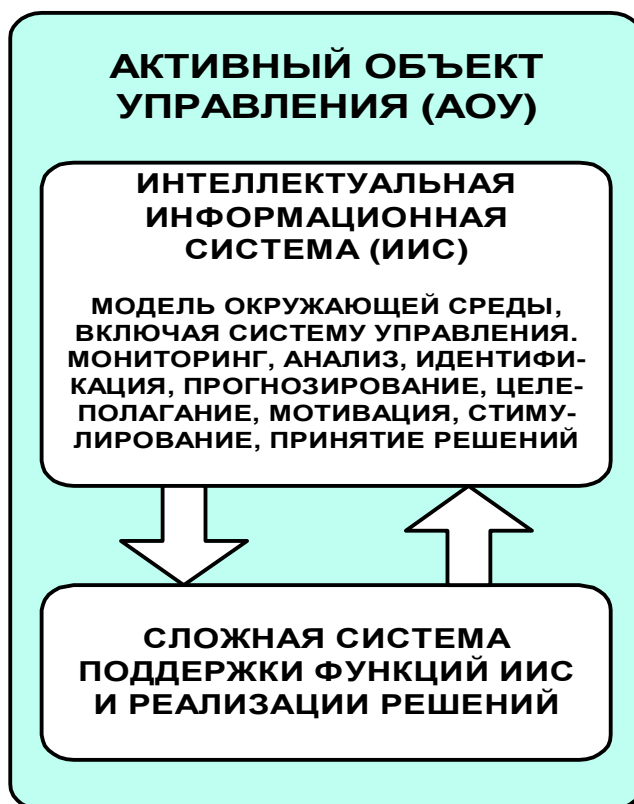 АКТИВНЫЙ ОБЪЕКТ
УПРАВЛЕНИЯ (АОУ)
ИНТЕЛЛЕКТУАЛЬНАЯ
ИНФОРМАЦИОННАЯ
СИСТЕМА (ИИС)
МОДЕЛЬ ОКРУЖАЮЩЕЙ СРЕДЫ,
ВКЛЮЧАЯ СИСТЕМУ УПРАВЛЕНИЯ.
МОНИТОРИНГ, АНАЛИЗ, ИДЕНТИФИ-
КАЦИЯ, ПРОГНОЗИРОВАНИЕ, ЦЕЛЕ-
ПОЛАГАНИЕ, МОТИВАЦИЯ, СТИМУ-
ЛИРОВАНИЕ, ПРИНЯТИЕ РЕШЕНИЙ
СЛОЖНАЯ СИСТЕМА
ПОДДЕРЖКИ ФУНКЦИЙ ИИС
И РЕАЛИЗАЦИИ РЕШЕНИЙ